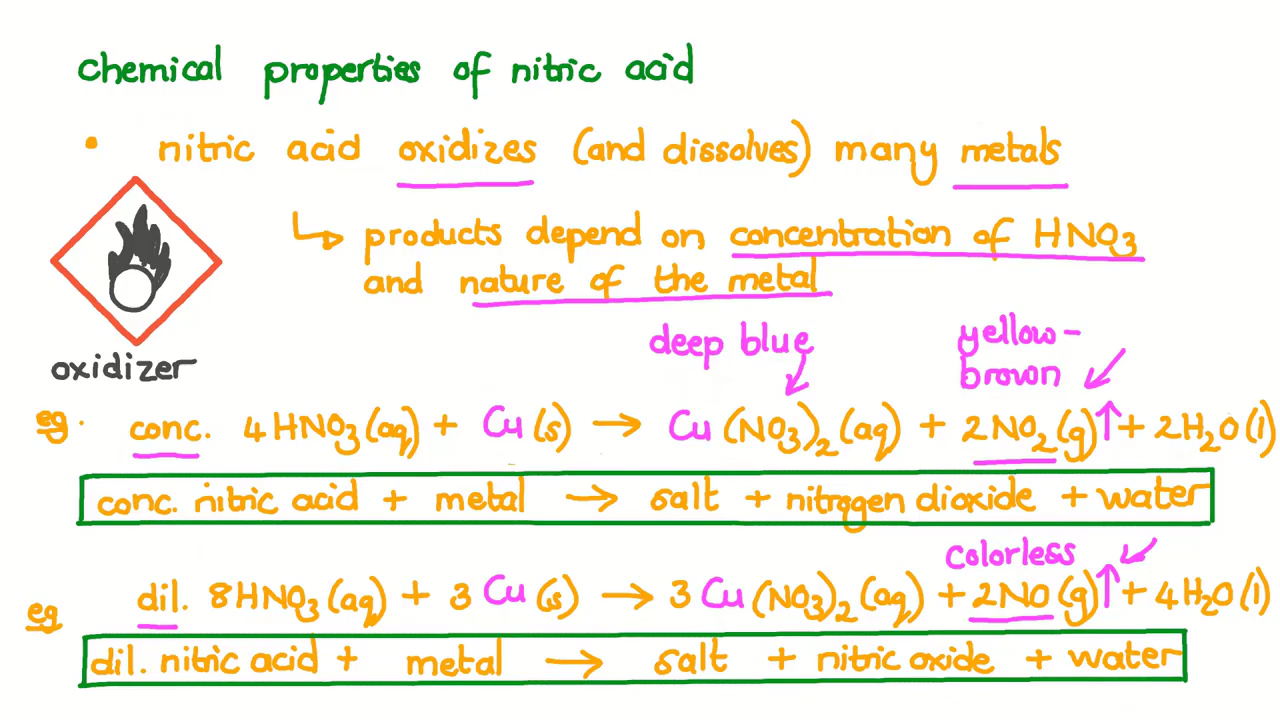 chemical properties of nitric acid
• nitric acid oxidizes (and dissolves) many metals
↳ products depend on concentration of HNO₃
and nature of the metal
oxidizer
deep blue
yellow-
brown
eg. conc. 4HNO₃(aq) + Cu(s) → Cu(NO₃)₂(aq) + 2NO₂(g)↑ + 2H₂O(l)
conc. nitric acid + metal → salt + nitrogen dioxide + water
colorless
eg dil. 8HNO₃(aq) + 3Cu(s) → 3Cu(NO₃)₂(aq) + 2NO(g)↑ + 4H₂O(l)
dil. nitric acid + metal → salt + nitric oxide + water